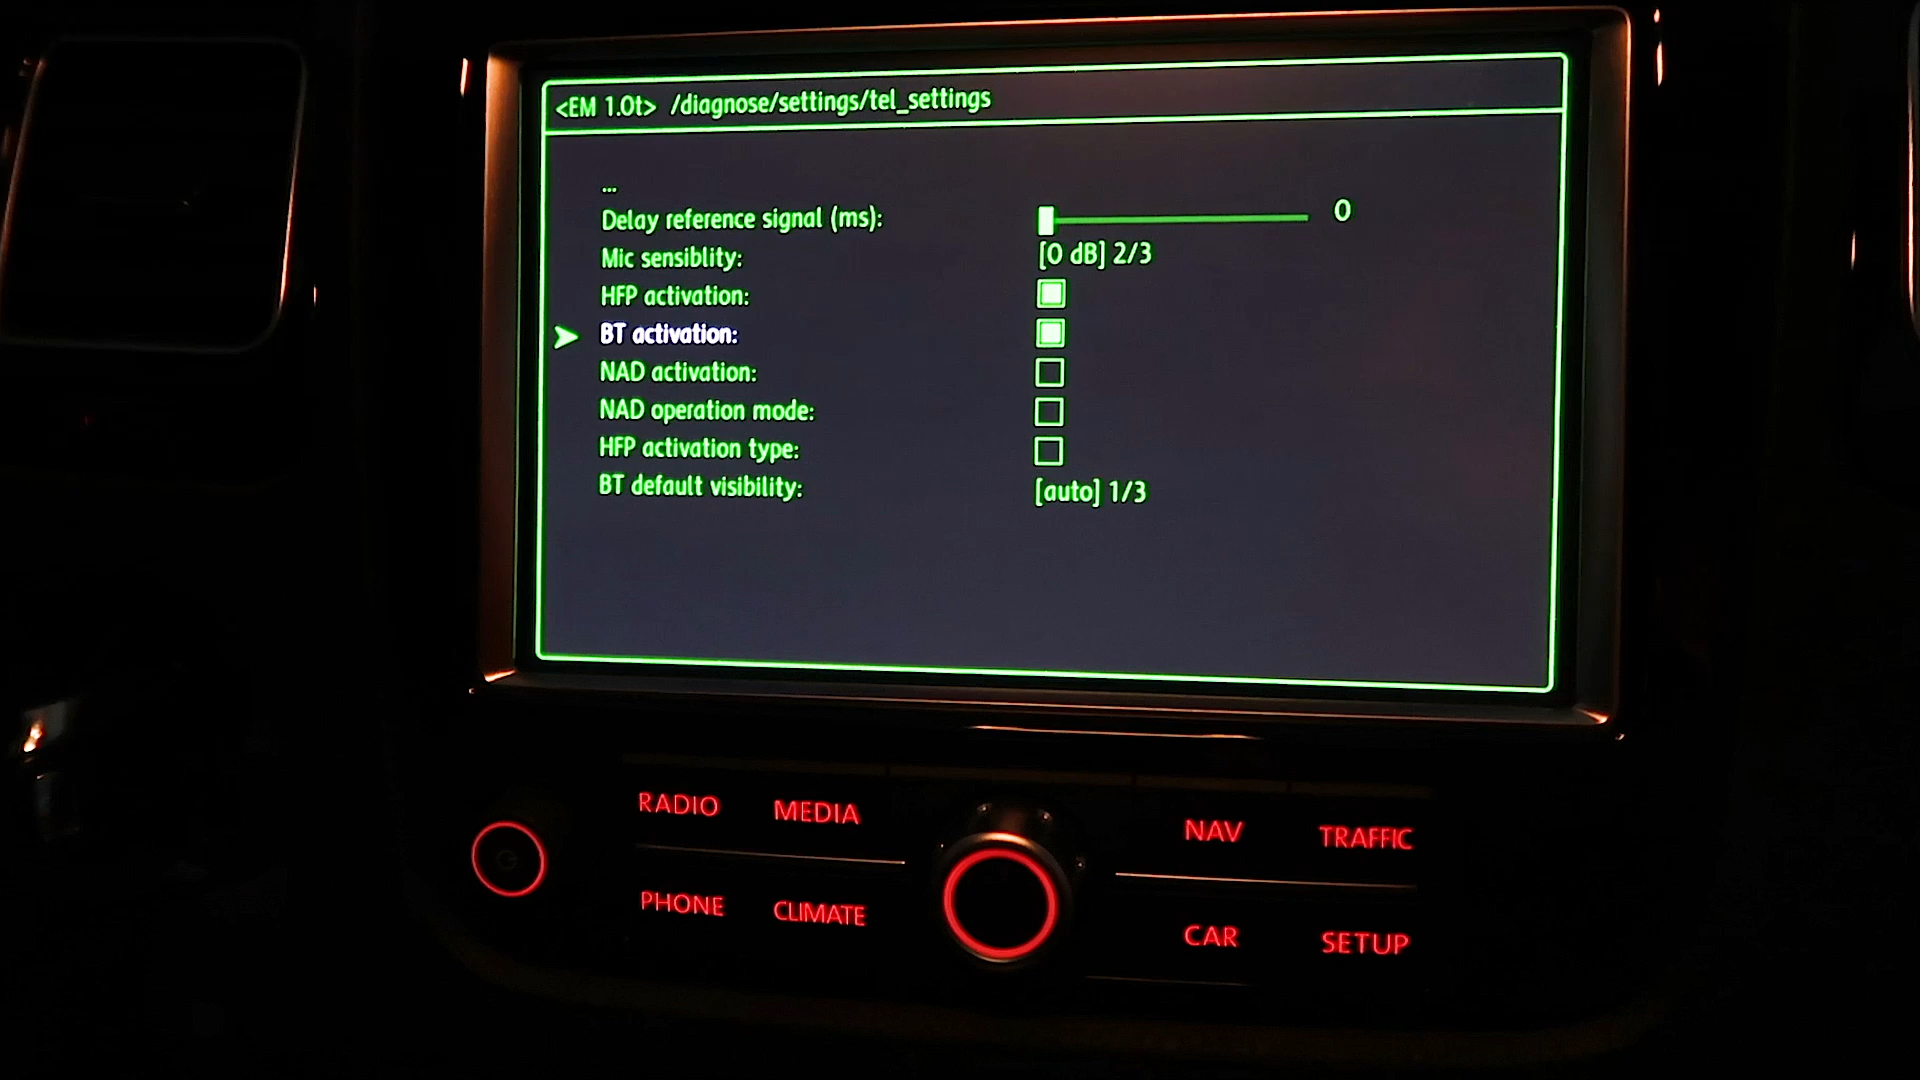 <EM 1.0t> /diagnose/settings/tel_settings
...
Delay reference signal (ms): 0
Mic sensiblity: [0 dB] 2/3
HFP activation:
BT activation:
NAD activation:
NAD operation mode:
HFP activation type:
BT default visibility: [auto] 1/3
RADIO MEDIA NAV TRAFFIC
PHONE CLIMATE CAR SETUP